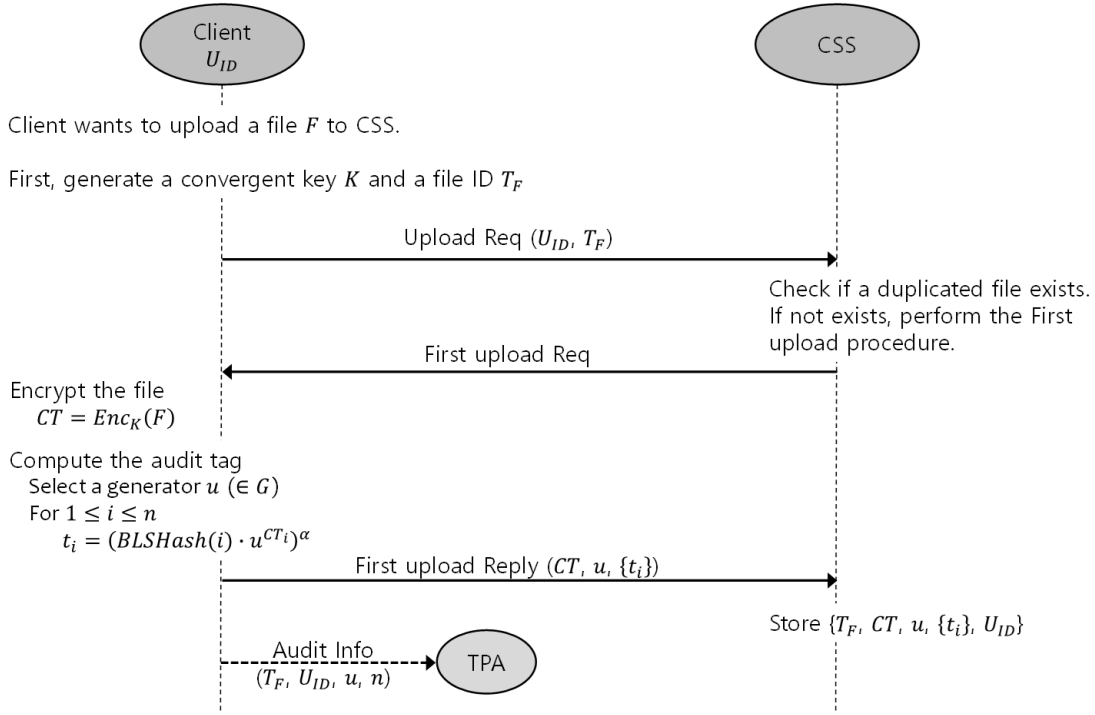 Client
U_ID
CSS
Client wants to upload a file F to CSS.
First, generate a convergent key K and a file ID T_F
Upload Req (U_ID, T_F)
Check if a duplicated file exists.
If not exists, perform the First
upload procedure.
First upload Req
Encrypt the file
CT = Enc_K(F)
Compute the audit tag
Select a generator u (∈ G)
For 1 ≤ i ≤ n
t_i = (BLSHash(i) · u^{CT_i})^α
First upload Reply (CT, u, {t_i})
Store {T_F, CT, u, {t_i}, U_ID}
Audit Info
(T_F, U_ID, u, n)
TPA